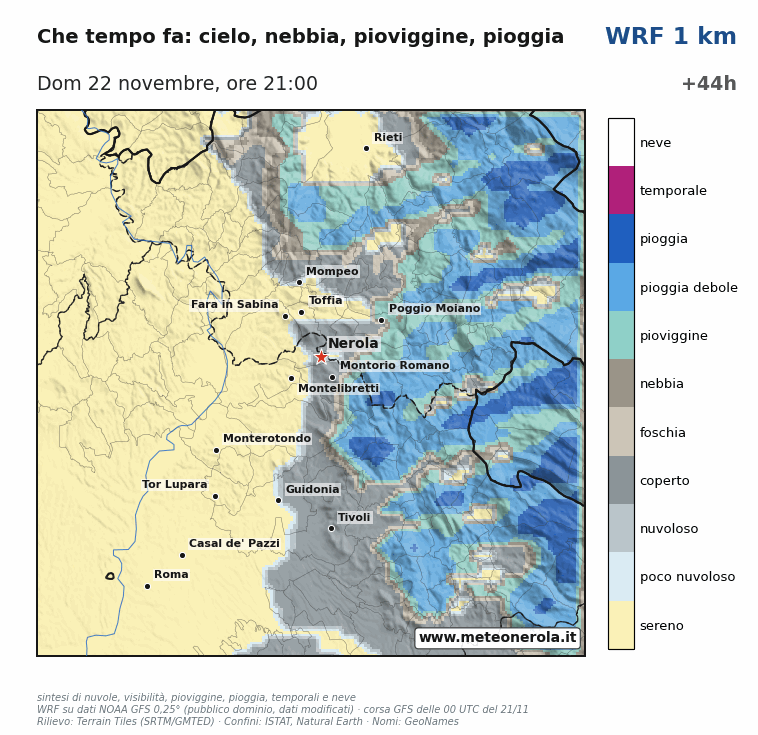 Che tempo fa: cielo, nebbia, pioviggine, pioggia
WRF 1 km
Dom 22 novembre, ore 21:00
+44h
Rieti
Mompeo
Fara in Sabina
Toffia
Poggio Moiano
Nerola
Montorio Romano
Montelibretti
Monterotondo
Tor Lupara
Guidonia
Tivoli
Casal de' Pazzi
Roma
www.meteonerola.it
neve
temporale
pioggia
pioggia debole
pioviggine
nebbia
foschia
coperto
nuvoloso
poco nuvoloso
sereno
sintesi di nuvole, visibilità, pioviggine, pioggia, temporali e neve
WRF su dati NOAA GFS 0,25° (pubblico dominio, dati modificati) · corsa GFS delle 00 UTC del 21/11
Rilievo: Terrain Tiles (SRTM/GMTED) · Confini: ISTAT, Natural Earth · Nomi: GeoNames